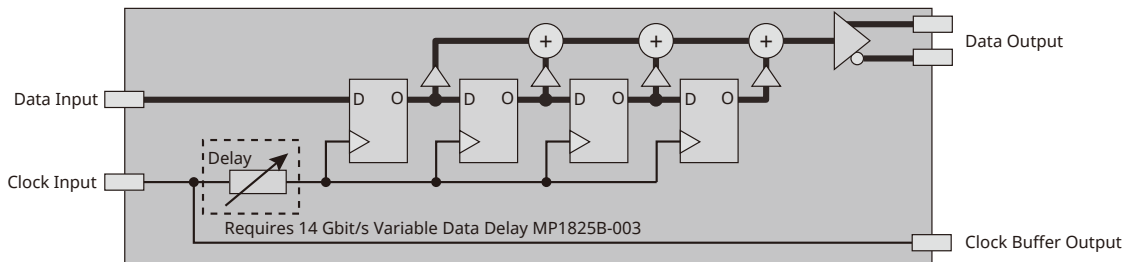 + + +
Data Output
D O D O D O D O
Data Input
Delay
Clock Input
Requires 14 Gbit/s Variable Data Delay MP1825B-003
Clock Buffer Output